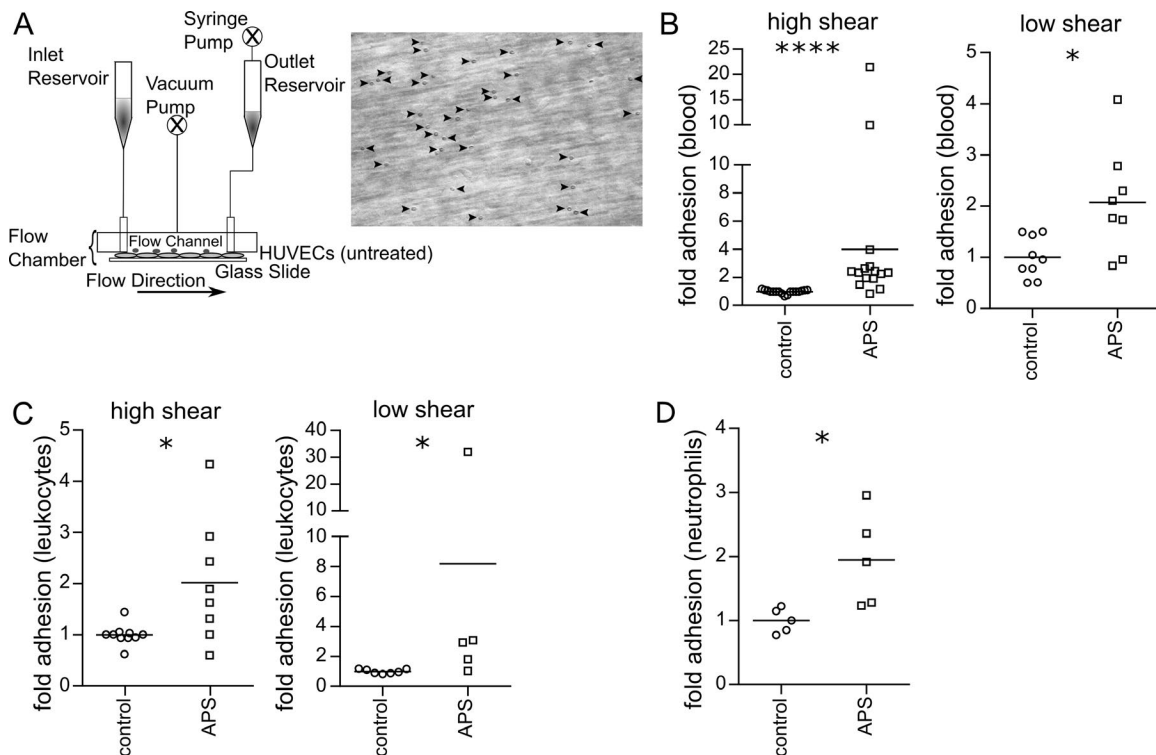 A
Syringe
Pump
Inlet
Reservoir
Outlet
Reservoir
Vacuum
Pump
Flow
Chamber
Flow Channel
HUVECs (untreated)
Glass Slide
Flow Direction
B
high shear
****
fold adhesion (blood)
25
20
15
10
10
8
6
4
2
0
control
APS
low shear
*
fold adhesion (blood)
5
4
3
2
1
0
control
APS
C
high shear
*
fold adhesion (leukocytes)
5
4
3
2
1
0
control
APS
low shear
*
fold adhesion (leukocytes)
40
30
20
10
10
8
6
4
2
0
control
APS
D
*
fold adhesion (neutrophils)
4
3
2
1
0
control
APS